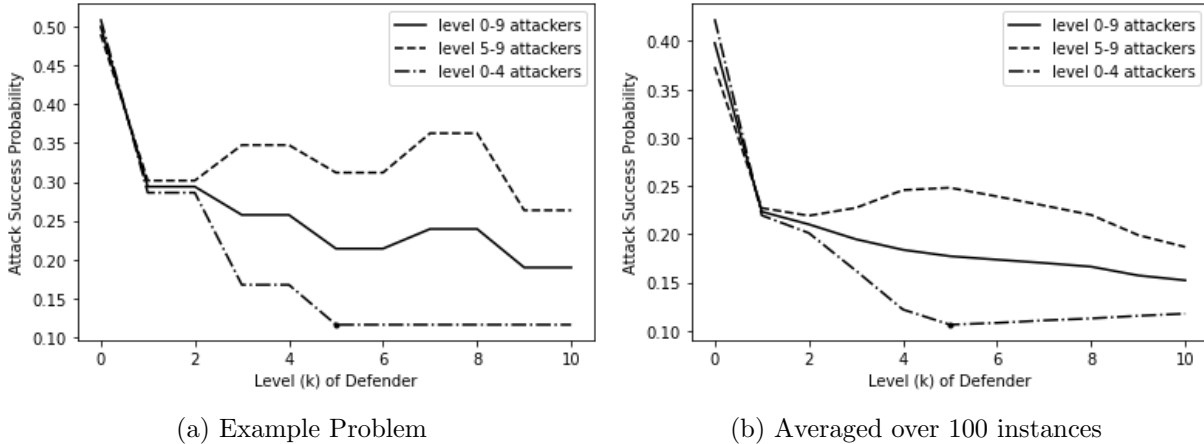 0.50
0.45
0.40
0.35
0.30
0.25
0.20
0.15
0.10
Attack Success Probability
level 0-9 attackers
level 5-9 attackers
level 0-4 attackers
0 2 4 6 8 10
Level (k) of Defender
(a) Example Problem
0.40
0.35
0.30
0.25
0.20
0.15
0.10
Attack Success Probability
level 0-9 attackers
level 5-9 attackers
level 0-4 attackers
0 2 4 6 8 10
Level (k) of Defender
(b) Averaged over 100 instances